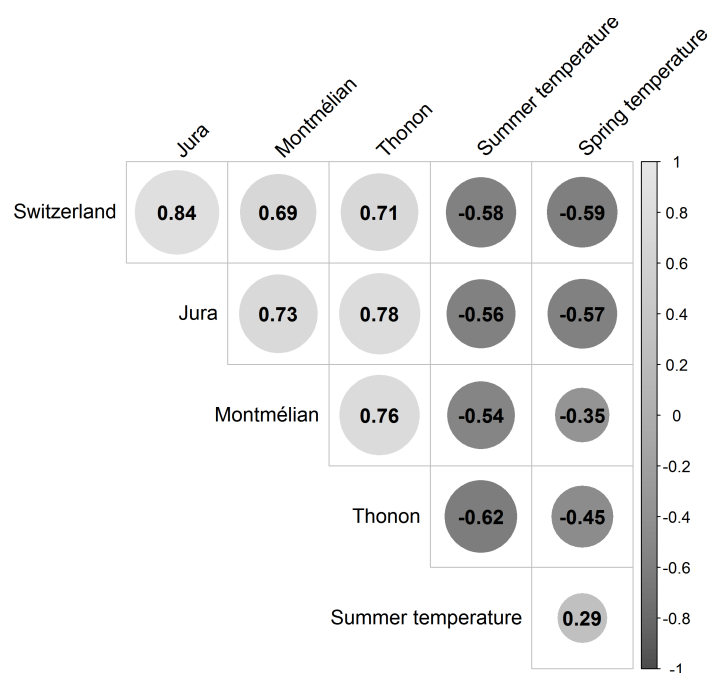 Jura Montmélian Thonon Summer temperature Spring temperature
Switzerland 0.84 0.69 0.71 -0.58 -0.59
Jura 0.73 0.78 -0.56 -0.57
Montmélian 0.76 -0.54 -0.35
Thonon -0.62 -0.45
Summer temperature 0.29
1
0.8
0.6
0.4
0.2
0
-0.2
-0.4
-0.6
-0.8
-1